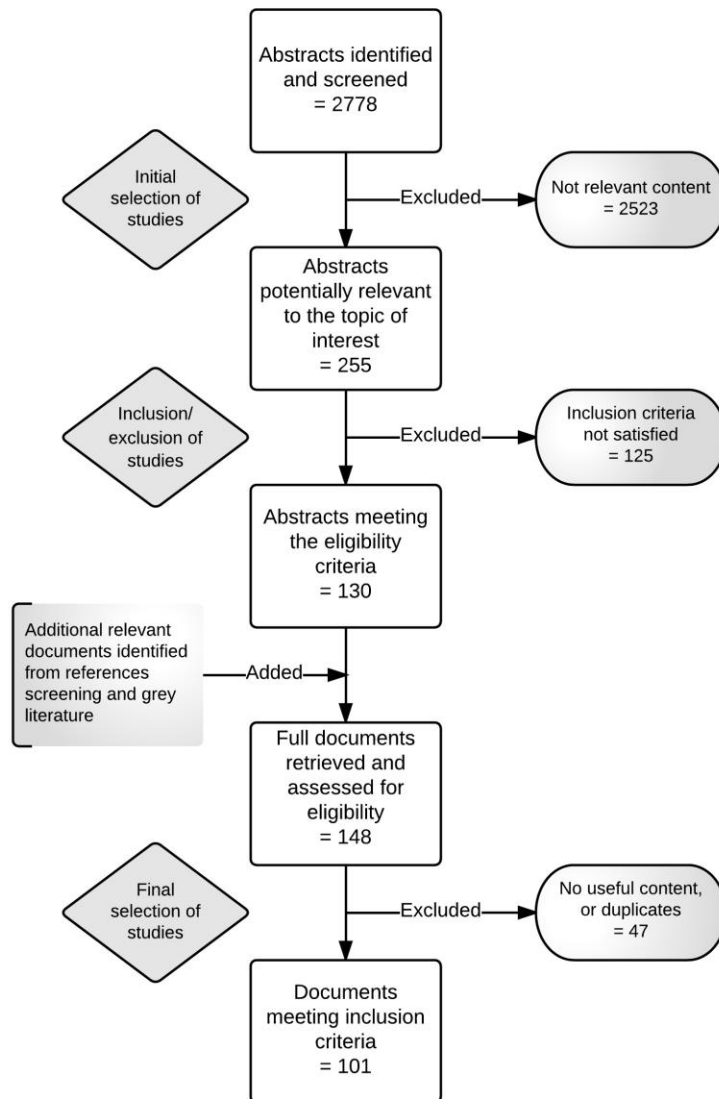 Abstracts identified
and screened
= 2778
Initial
selection of
studies
Excluded
Not relevant content
= 2523
Abstracts
potentially relevant
to the topic of
interest
= 255
Inclusion/
exclusion of
studies
Excluded
Inclusion criteria
not satisfied
= 125
Abstracts meeting
the eligibility
criteria
= 130
Additional relevant
documents identified
from references
screening and grey
literature
Added
Full documents
retrieved and
assessed for
eligibility
= 148
Final
selection of
studies
Excluded
No useful content,
or duplicates
= 47
Documents
meeting inclusion
criteria
= 101